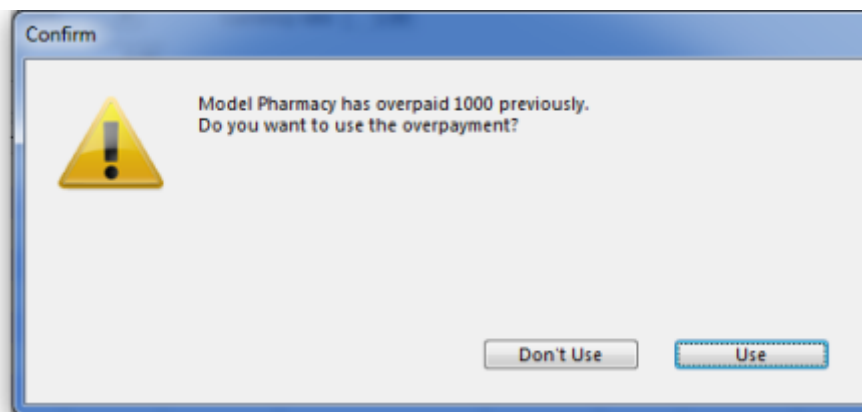 Confirm
Model Pharmacy has overpaid 1000 previously.
Do you want to use the overpayment?
Don't Use
Use